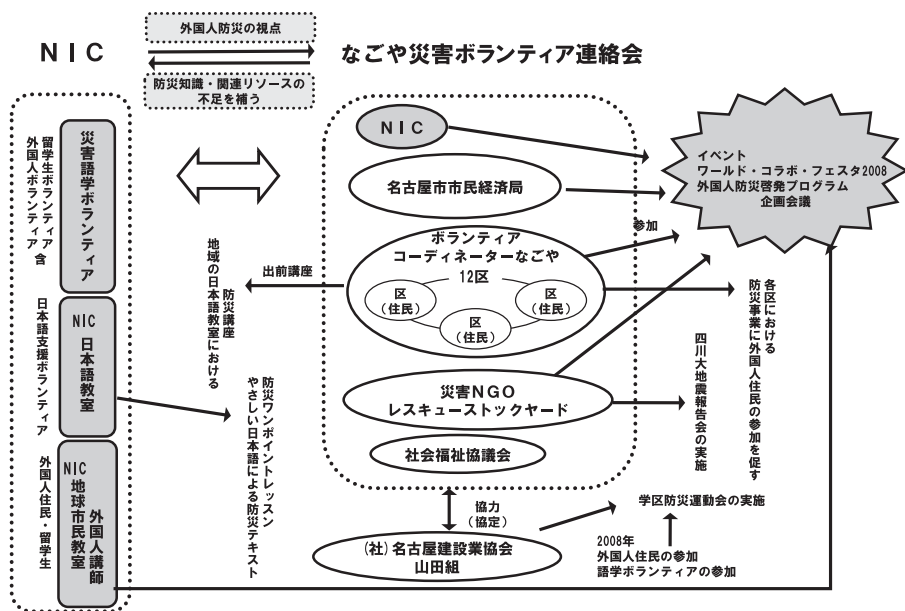 外国人防災の視点
NIC
なごや災害ボランティア連絡会
防災知識・関連リソースの
不足を補う
災害語学ボランティア
留学生ボランティア
外国人ボランティア 含
NIC
日本語教室
日本語支援ボランティア
NIC
地球市民教室
外国人講師
外国人住民・留学生
出前講座
地域の日本語教室における
防災講座
やさしい日本語による防災テキスト
防災ワンポイントレッスン
NIC
名古屋市市民経済局
ボランティア
コーディネーターなごや
12区
区
(住民)
区
(住民)
区
(住民)
災害NGO
レスキューストックヤード
社会福祉協議会
協力
(協定)
(社)名古屋建設業協会
山田組
イベント
ワールド・コラボ・フェスタ2008
外国人防災啓発プログラム
企画会議
参加
各区における
防災事業に外国人住民の参加を促す
四川大地震報告会の実施
学区防災運動会の実施
2008年
外国人住民の参加
語学ボランティアの参加